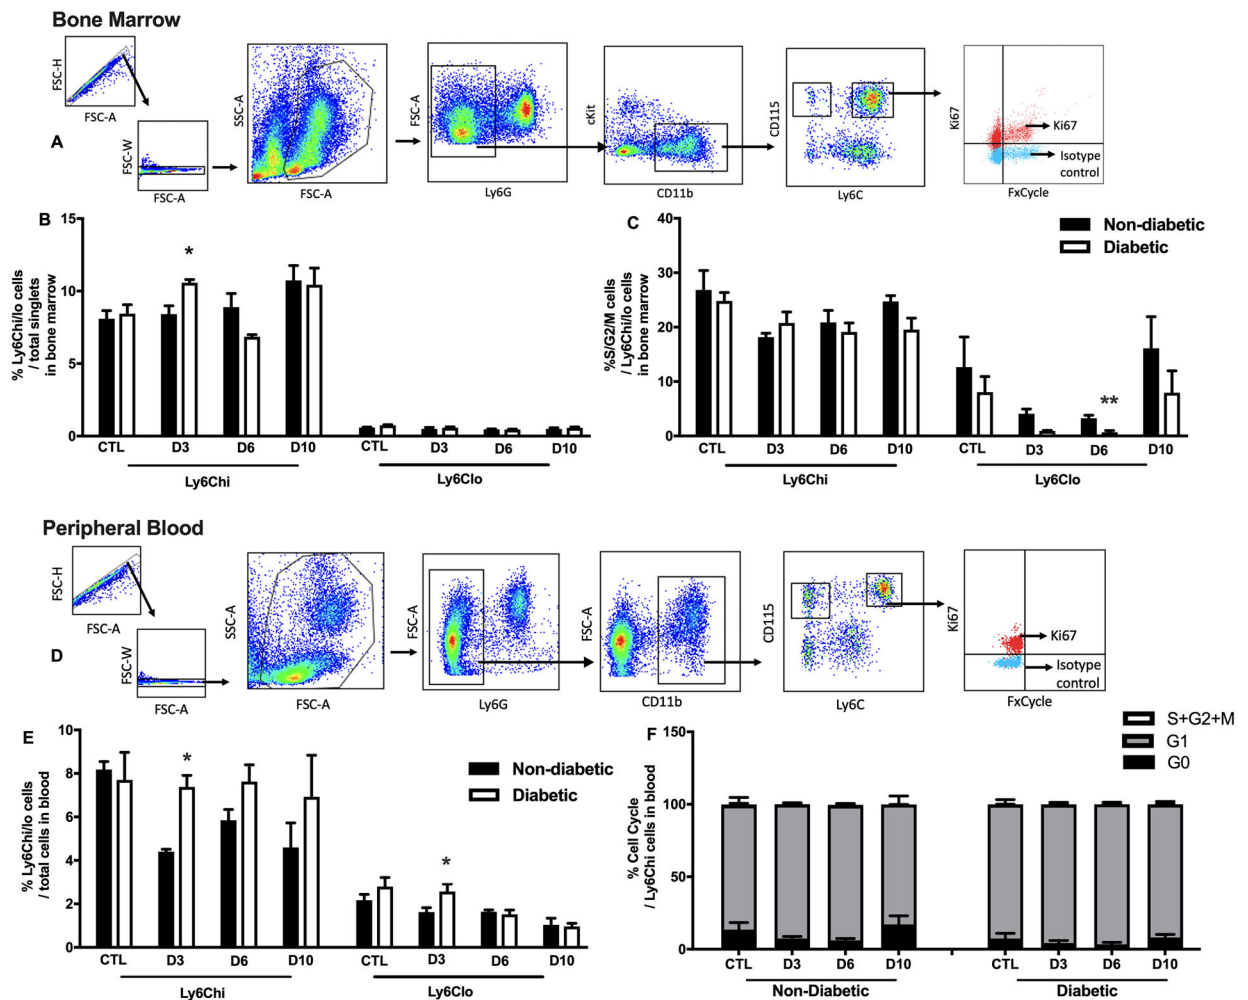 Bone Marrow
A
FSC-H
FSC-A
FSC-W
FSC-A
SSC-A
FSC-A
FSC-A
Ly6G
cKit
CD11b
CD115
Ly6C
Ki67
Ki67
Isotype
control
FxCycle
B
% Ly6Chi/lo cells
/ total singlets
in bone marrow
15
10
5
0
*
CTL D3 D6 D10 CTL D3 D6 D10
Ly6Chi Ly6Clo
C
%S/G2/M cells
/ Ly6Chi/lo cells
in bone marrow
40
30
20
10
0
Non-diabetic
Diabetic
**
CTL D3 D6 D10 CTL D3 D6 D10
Ly6Chi Ly6Clo
Peripheral Blood
D
FSC-H
FSC-A
FSC-W
FSC-A
SSC-A
FSC-A
FSC-A
Ly6G
FSC-A
CD11b
CD115
Ly6C
Ki67
Ki67
Isotype
control
FxCycle
E
% Ly6Chi/lo cells
/ total cells in blood
10
8
6
4
2
0
*
*
Non-diabetic
Diabetic
CTL D3 D6 D10 CTL D3 D6 D10
Ly6Chi Ly6Clo
F
% Cell Cycle
/ Ly6Chi cells in blood
150
100
50
0
S+G2+M
G1
G0
CTL D3 D6 D10 CTL D3 D6 D10
Non-Diabetic Diabetic